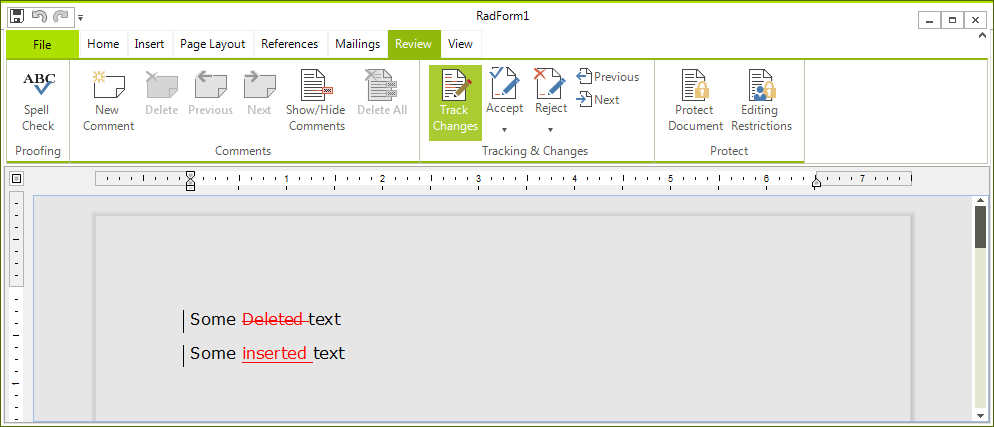 RadForm1
File Home Insert Page Layout References Mailings Review View
ABC
Spell Check
New Comment
Delete
Previous
Next
Show/Hide Comments
Delete All
Track Changes
Accept
Reject
Previous
Next
Protect Document
Editing Restrictions
Proofing Comments Tracking & Changes Protect
1 2 3 4 5 6 7
Some Deleted text
Some inserted text